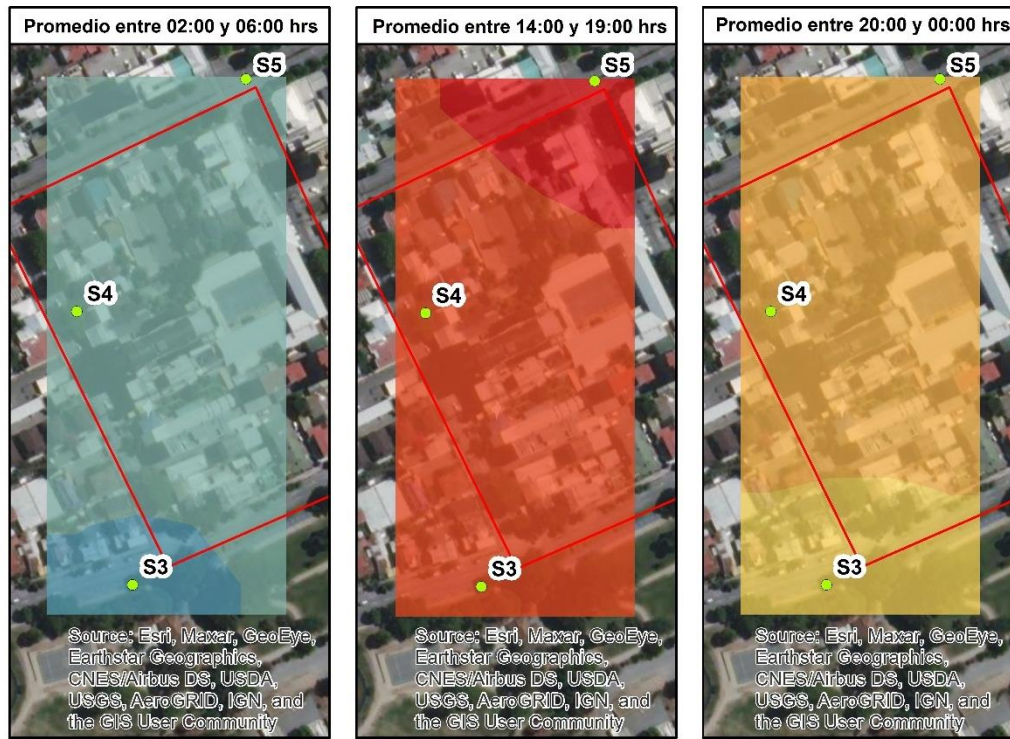 Promedio entre 02:00 y 06:00 hrs
S5
S4
S3
Source: Esri, Maxar, GeoEye,
Earthstar Geographics,
CNES/Airbus DS, USDA,
USGS, AeroGRID, IGN, and
the GIS User Community
Promedio entre 14:00 y 19:00 hrs
S5
S4
S3
Source: Esri, Maxar, GeoEye,
Earthstar Geographics,
CNES/Airbus DS, USDA,
USGS, AeroGRID, IGN, and
the GIS User Community
Promedio entre 20:00 y 00:00 hrs
S5
S4
S3
Source: Esri, Maxar, GeoEye,
Earthstar Geographics,
CNES/Airbus DS, USDA,
USGS, AeroGRID, IGN, and
the GIS User Community